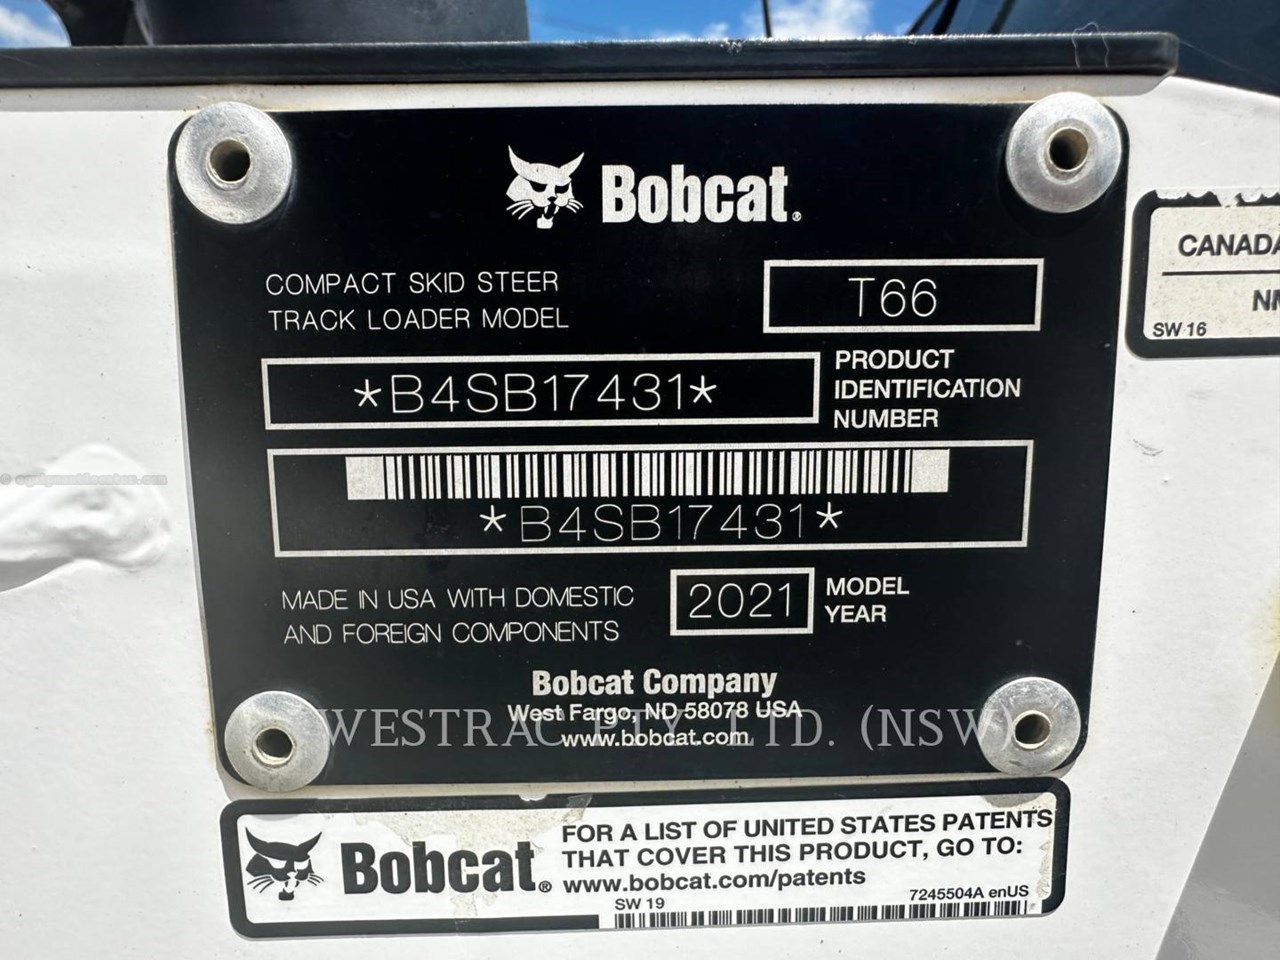 Bobcat®
COMPACT SKID STEER
TRACK LOADER MODEL
T66
*B4SB17431*
PRODUCT
IDENTIFICATION
NUMBER
*B4SB17431*
MADE IN USA WITH DOMESTIC
AND FOREIGN COMPONENTS
2021
MODEL
YEAR
Bobcat Company
West Fargo, ND 58078 USA
www.bobcat.com
WESTRAC PTY. LTD. (NSW)
Bobcat®
FOR A LIST OF UNITED STATES PATENTS
THAT COVER THIS PRODUCT, GO TO:
www.bobcat.com/patents
7245504A enUS
SW 19
CANADA
SW 16
© equipmentlocator.com